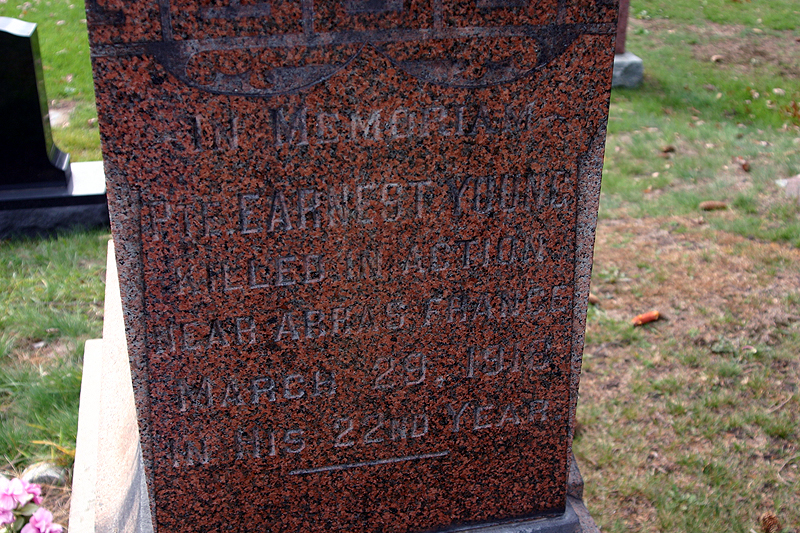 IN MEMORIAM
PTE. EARNEST YOUNG
KILLED IN ACTION
NEAR ARRAS, FRANCE
MARCH 29, 1918,
IN HIS 22ND YEAR.